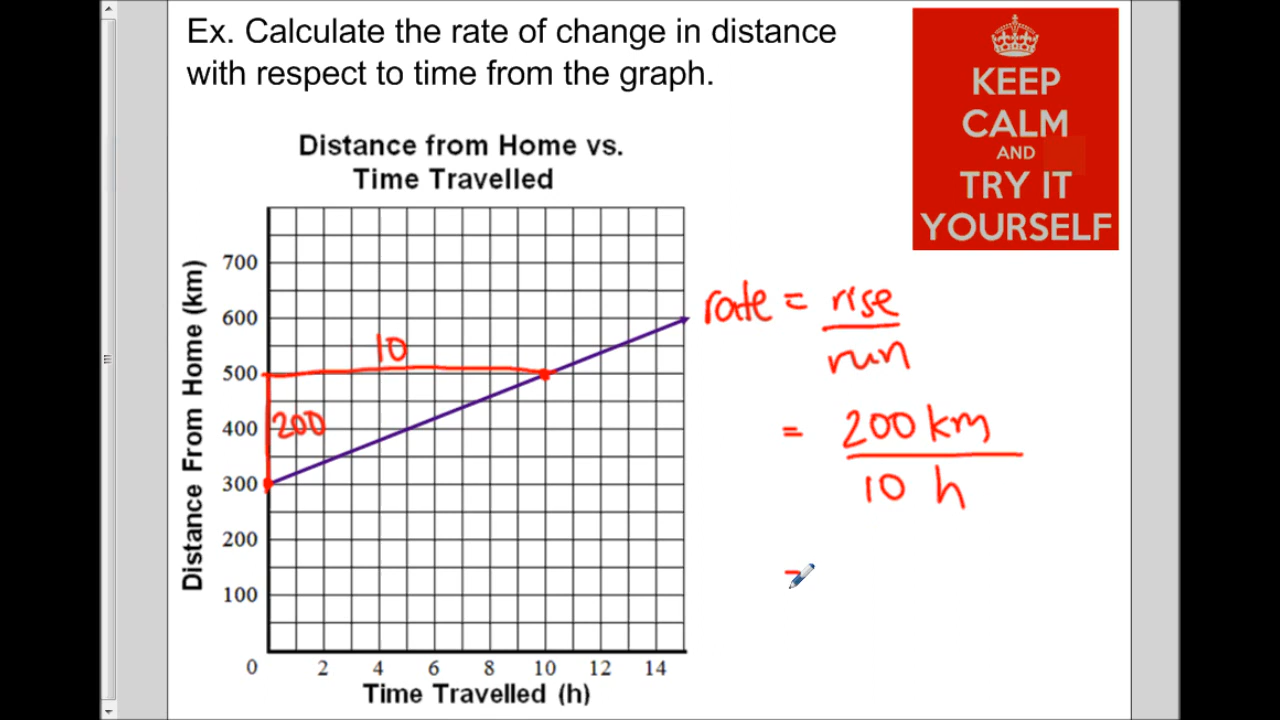 Ex. Calculate the rate of change in distance
with respect to time from the graph.
KEEP
CALM
AND
TRY IT
YOURSELF
Distance from Home vs.
Time Travelled
Distance From Home (km)
700
600
500
400
300
200
100
0 2 4 6 8 10 12 14
Time Travelled (h)
10
200
rate = rise
run
= 200 km
10 h
=